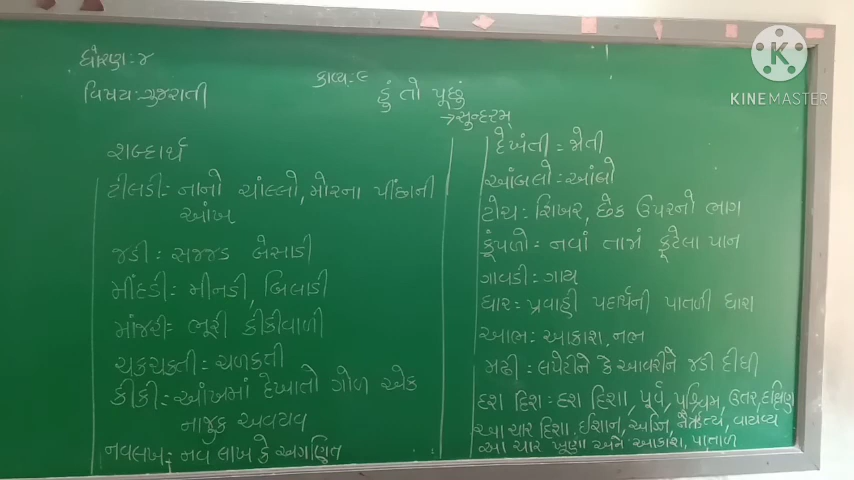 ધોરણ:૪
વિષય:ગુજરાતી
કાવ્ય:૯
હું તો પૂછું
→સુન્દરમ્
શબ્દાર્થ
ટીલડી:- નાનો ચાંલ્લો, મોરના પીંછાની
આંખ
જડી: સજ્જડ બેસાડી
મીંદડી:- મીનડી, બિલાડી
માંજરી:- ભૂરી કીકીવાળી
ચકચકતી:- ચળકતી
કીકી:- આંખમાં દેખાતો ગોળ એક
નાજુક અવયવ
નવલખ:- નવ લાખ કે અગણિત
દેખંતી = જોતી
આંબલો:- આંબો
ટોચ: શિખર, છેક ઉપરનો ભાગ
કૂંપળો:- નવાં તાજાં ફૂટેલા પાન
ગાવડી: ગાય
ધાર: પ્રવાહી પદાર્થની પાતળી ધારા
આભ: આકાશ, નભ
મઢી: લપેટીને કે આવરીને જડી દીધી
દશ દિશ: દશ દિશા, પૂર્વ, પશ્ચિમ, ઉત્તર, દક્ષિણ
આ ચાર દિશા, ઈશાન, અગ્નિ, નૈઋત્ય, વાયવ્ય
આ ચાર ખૂણા અને આકાશ, પાતાળ
KINEMASTER